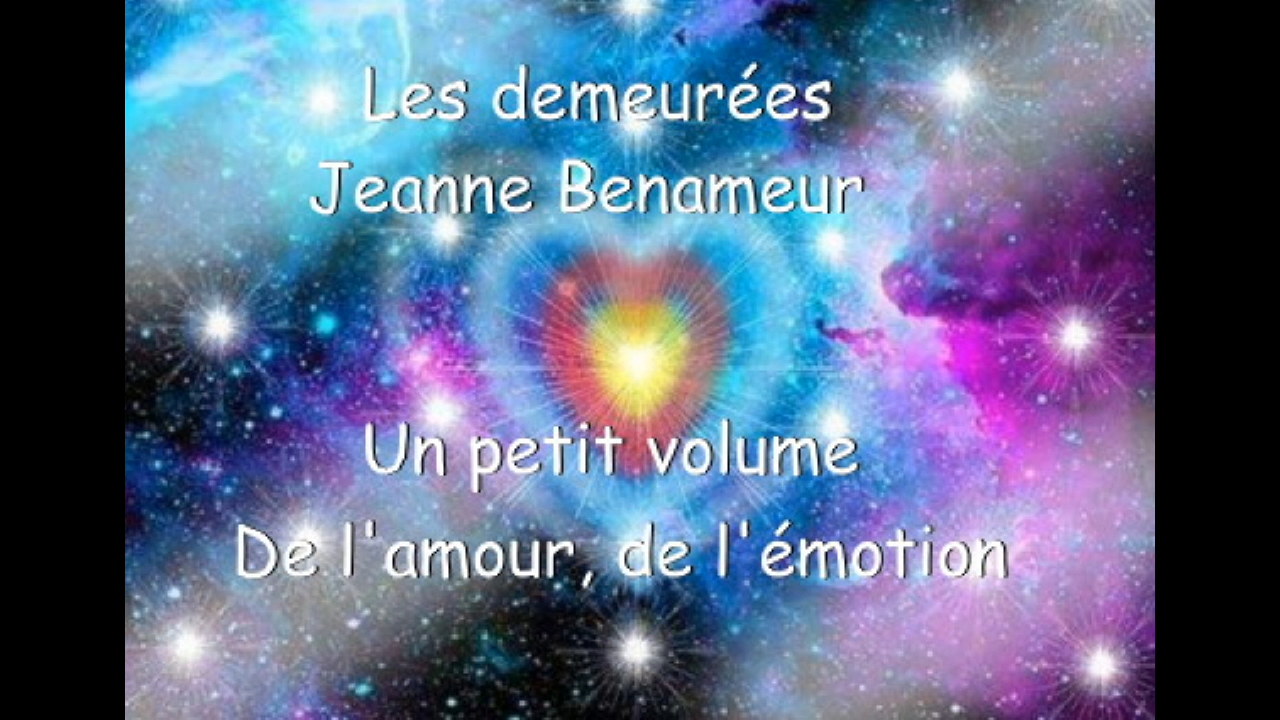 Les demeurées
Jeanne Benameur
Un petit volume
De l'amour, de l'émotion